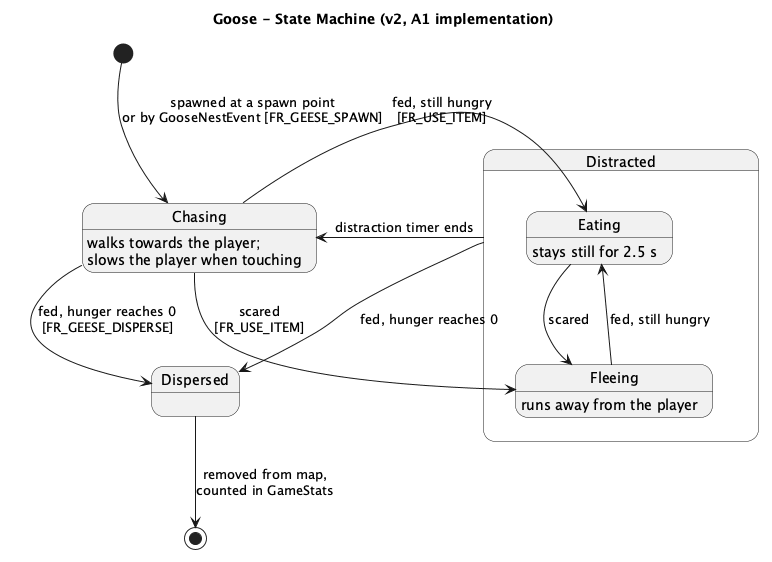 Goose – State Machine (v2, A1 implementation)
spawned at a spawn point
or by GooseNestEvent [FR_GEESE_SPAWN]
fed, still hungry
[FR_USE_ITEM]
Distracted
Chasing
walks towards the player;
slows the player when touching
distraction timer ends
Eating
stays still for 2.5 s
fed, hunger reaches 0
[FR_GEESE_DISPERSE]
scared
[FR_USE_ITEM]
fed, hunger reaches 0
scared
fed, still hungry
Dispersed
Fleeing
runs away from the player
removed from map,
counted in GameStats